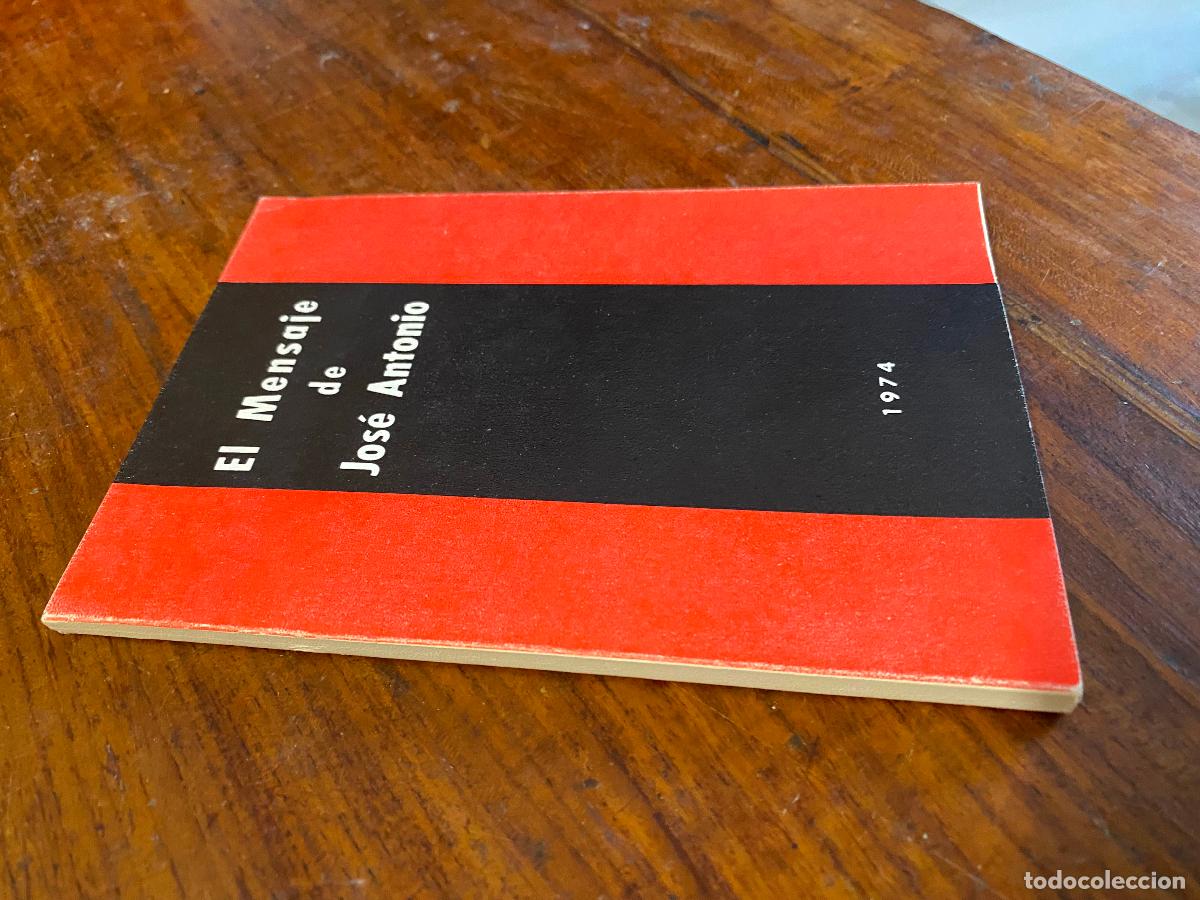 El Mensaje
de
José Antonio
1974
todocoleccion